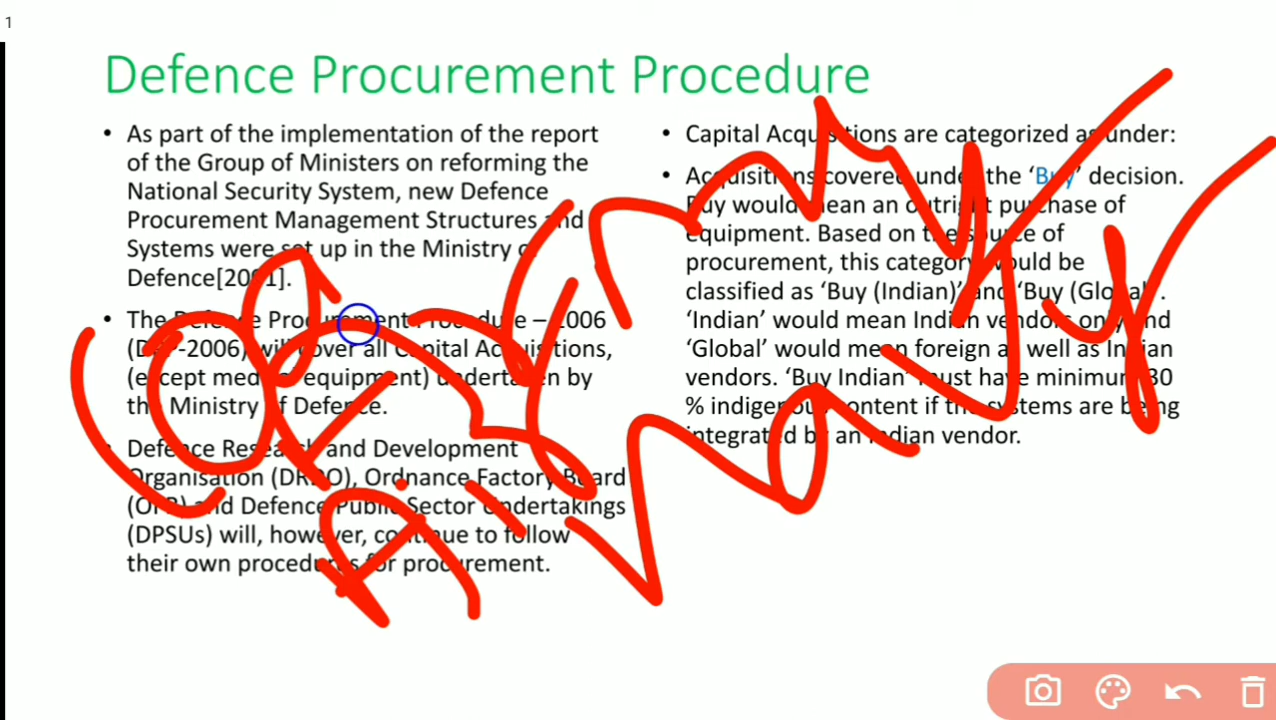 1
Defence Procurement Procedure
• As part of the implementation of the report
of the Group of Ministers on reforming the
National Security System, new Defence
Procurement Management Structures and
Systems were set up in the Ministry of
Defence[2001].
• The Defence Procurement Procedure – 2006
(DPP-2006) will cover all Capital Acquisitions,
(except medical equipment) undertaken by
the Ministry of Defence.
• Defence Research and Development
Organisation (DRDO), Ordnance Factory Board
(OFB) and Defence Public Sector Undertakings
(DPSUs) will, however, continue to follow
their own procedures for procurement.
• Capital Acquisitions are categorized as under:
• Acquisitions covered under the ‘Buy’ decision.
Buy would mean an outright purchase of
equipment. Based on the source of
procurement, this category would be
classified as ‘Buy (Indian)’ and ‘Buy (Global)’.
‘Indian’ would mean Indian vendors only and
‘Global’ would mean foreign as well as Indian
vendors. ‘Buy Indian’ must have minimum 30
% indigenous content if the systems are being
integrated by an Indian vendor.